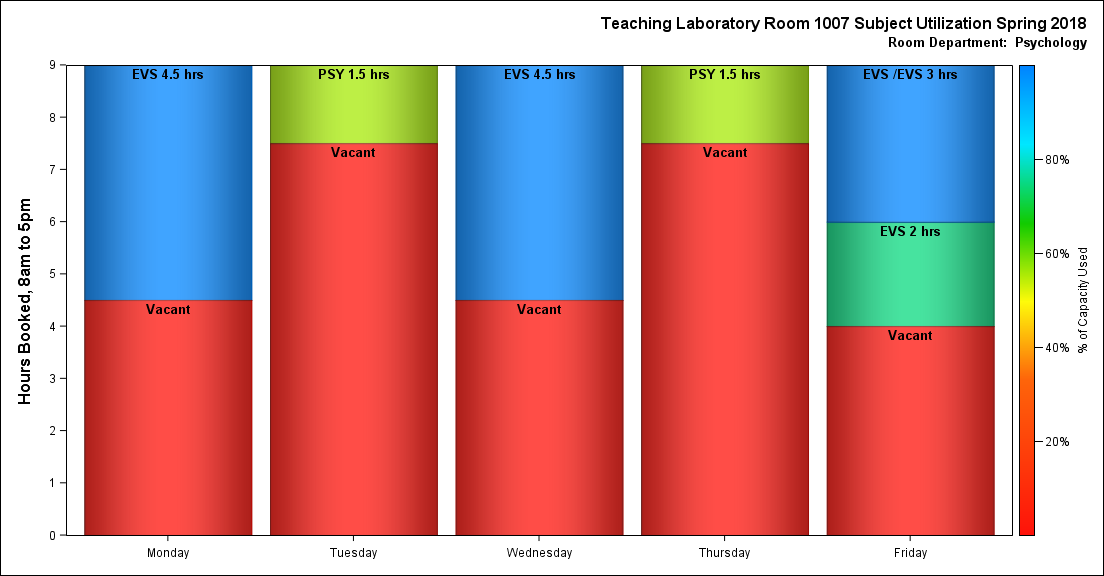 Teaching Laboratory Room 1007 Subject Utilization Spring 2018
Room Department:  Psychology
Hours Booked, 8am to 5pm
9
8
7
6
5
4
3
2
1
0
EVS 4.5 hrs
Vacant
PSY 1.5 hrs
Vacant
EVS 4.5 hrs
Vacant
PSY 1.5 hrs
Vacant
EVS /EVS 3 hrs
EVS 2 hrs
Vacant
Monday
Tuesday
Wednesday
Thursday
Friday
80%
60%
40%
20%
% of Capacity Used